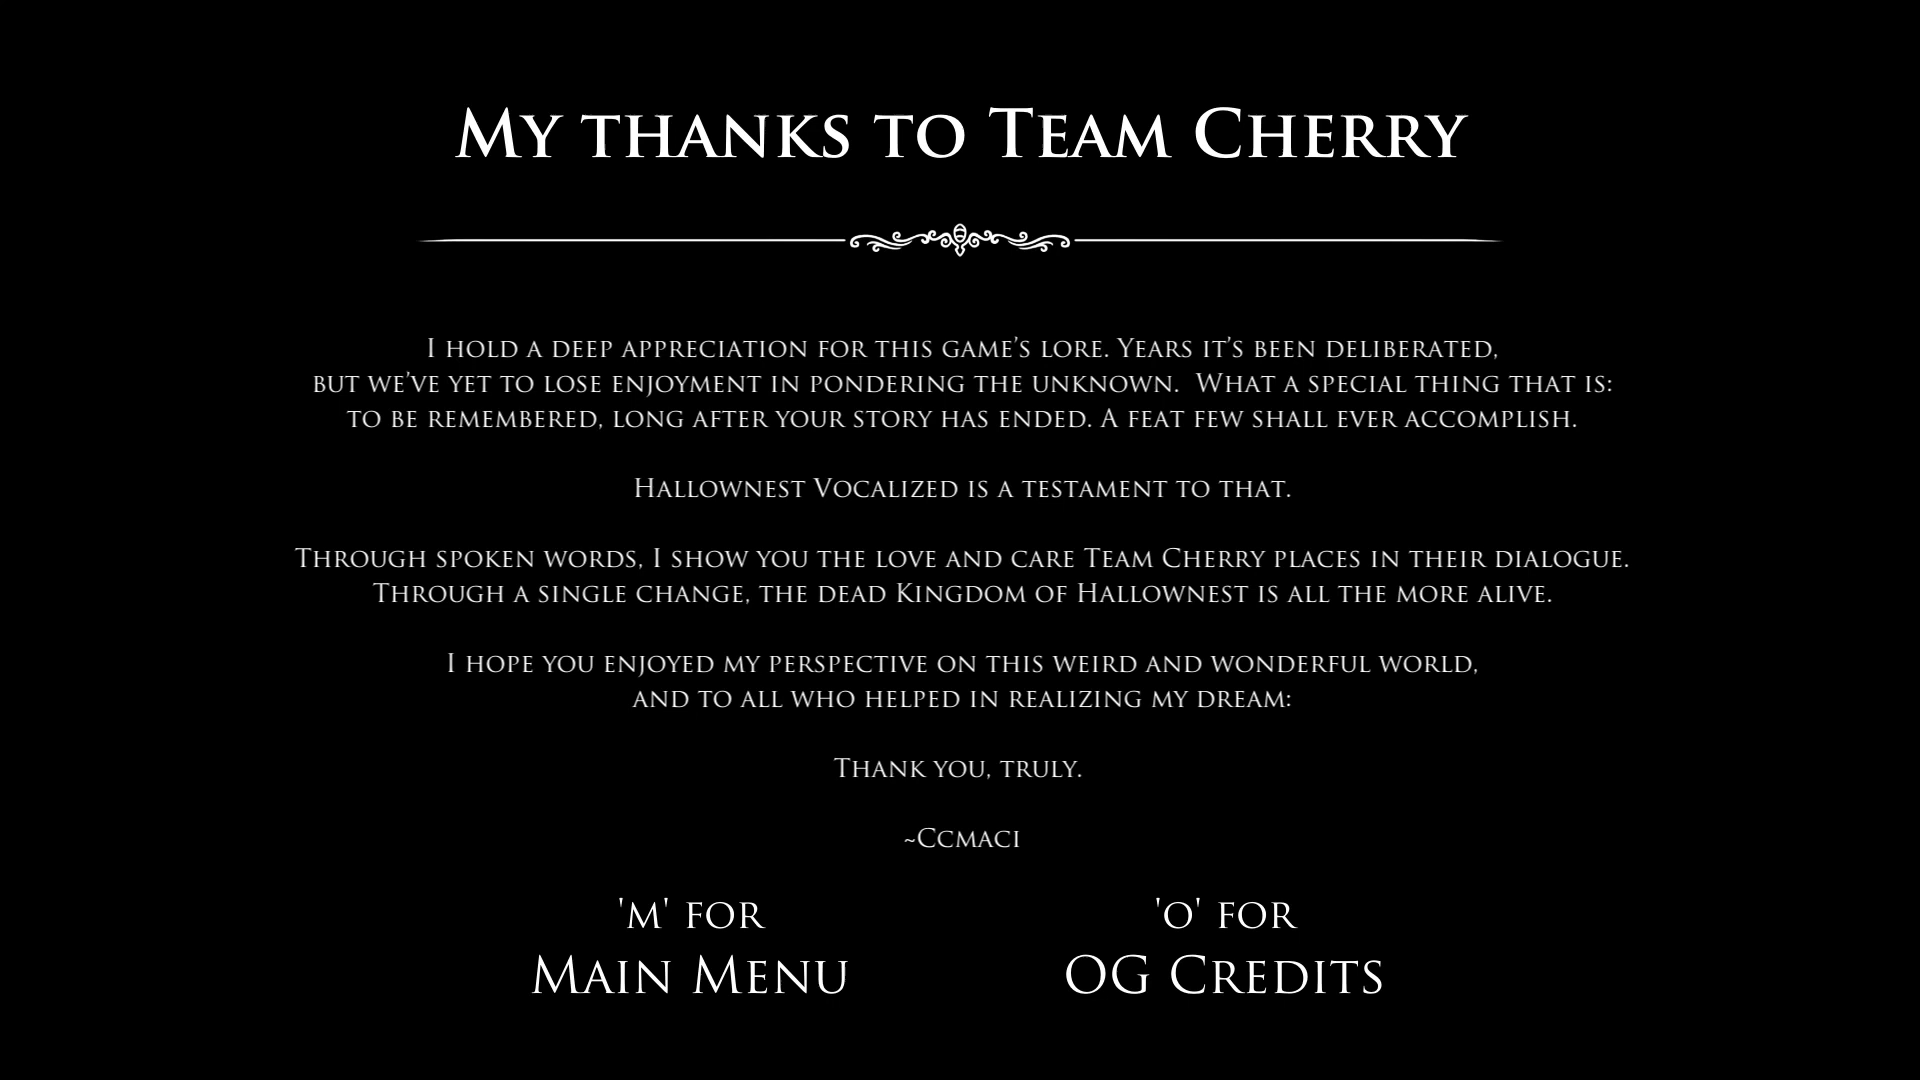 My thanks to Team Cherry
I hold a deep appreciation for this game's lore. Years it's been deliberated,
but we've yet to lose enjoyment in pondering the unknown.  What a special thing that is:
to be remembered, long after your story has ended. A feat few shall ever accomplish.
Hallownest Vocalized is a testament to that.
Through spoken words, I show you the love and care Team Cherry places in their dialogue.
Through a single change, the dead Kingdom of Hallownest is all the more alive.
I hope you enjoyed my perspective on this weird and wonderful world,
and to all who helped in realizing my dream:
Thank you, truly.
~Ccmaci
'M' for
Main Menu
'O' for
OG Credits